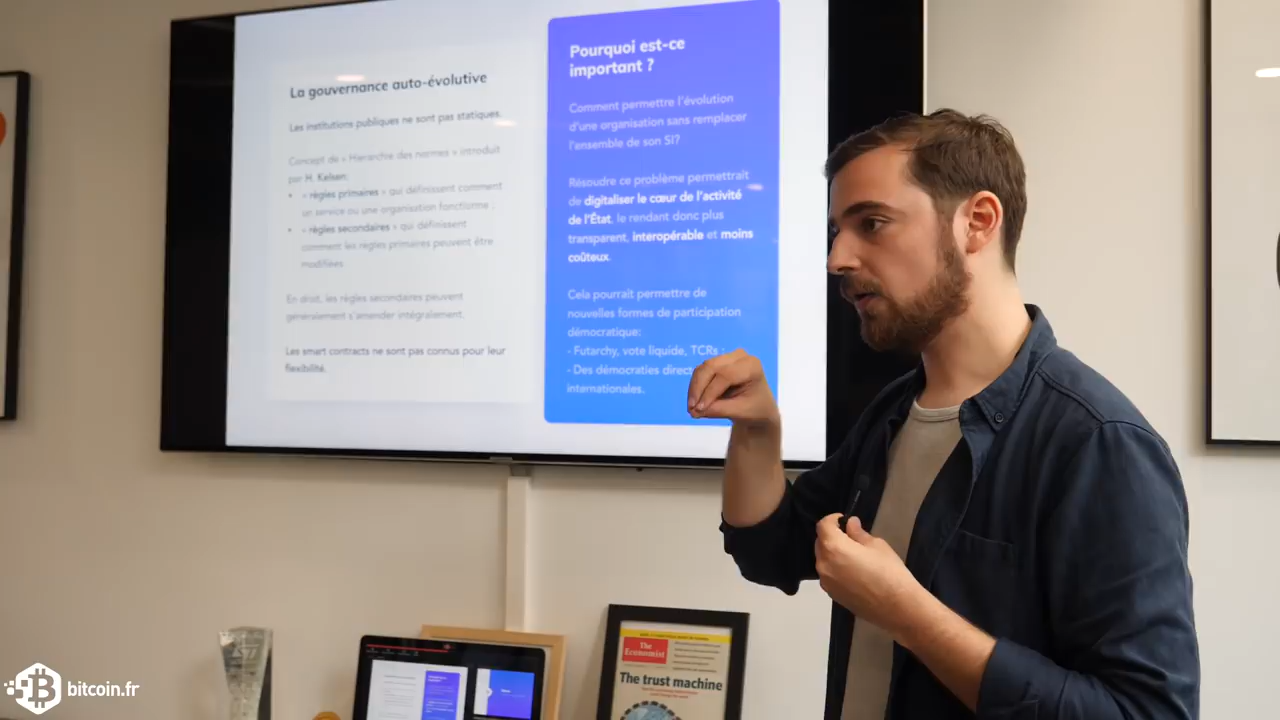 La gouvernance auto-évolutive
Les institutions publiques ne sont pas statiques.
Concept de « Hierarchie des normes » introduit
par H. Kelsen:
• « règles primaires » qui définissent comment
un service ou une organisation fonctionne ;
• « règles secondaires » qui définissent
comment les règles primaires peuvent être
modifiées.
En droit, les règles secondaires peuvent
généralement s'amender intégralement.
Les smart contracts ne sont pas connus pour leur
flexibilité.
Pourquoi est-ce
important ?
Comment permettre l'évolution
d'une organisation sans remplacer
l'ensemble de son SI?
Résoudre ce problème permettrait
de digitaliser le cœur de l'activité
de l'État, le rendant donc plus
transparent, interopérable et moins
coûteux.
Cela pourrait permettre de
nouvelles formes de participation
démocratique:
- Futarchy, vote liquide, TCRs :
- Des démocraties direct
internationales.
The
Economist
The trust machine
bitcoin.fr